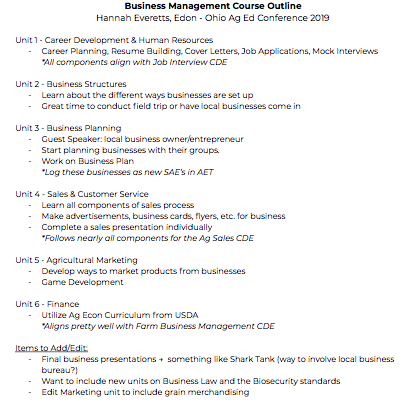 Business Management Course Outline
Hannah Everetts, Edon - Ohio Ag Ed Conference 2019
Unit 1 - Career Development & Human Resources
- Career Planning, Resume Building, Cover Letters, Job Applications, Mock Interviews
*All components align with Job Interview CDE
Unit 2 - Business Structures
- Learn about the different ways businesses are set up
- Great time to conduct field trip or have local businesses come in
Unit 3 - Business Planning
- Guest Speaker: local business owner/entrepreneur
- Start planning businesses with their groups.
- Work on Business Plan
*Log these businesses as new SAE's in AET
Unit 4 - Sales & Customer Service
- Learn all components of sales process
- Make advertisements, business cards, flyers, etc. for business
- Complete a sales presentation individually
*Follows nearly all components for the Ag Sales CDE
Unit 5 - Agricultural Marketing
- Develop ways to market products from businesses
- Game Development
Unit 6 - Finance
- Utilize Ag Econ Curriculum from USDA
*Aligns pretty well with Farm Business Management CDE
Items to Add/Edit:
- Final business presentations → something like Shark Tank (way to involve local business
bureau?)
- Want to include new units on Business Law and the Biosecurity standards
- Edit Marketing unit to include grain merchandising